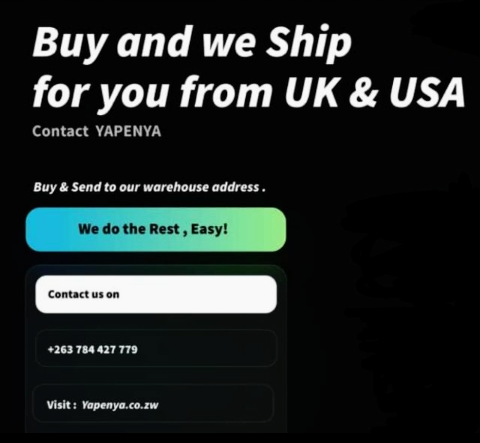 Buy and we Ship
for you from UK & USA
Contact YAPENYA
Buy & Send to our warehouse address .
We do the Rest , Easy!
Contact us on
+263 784 427 779
Visit : Yapenya.co.zw